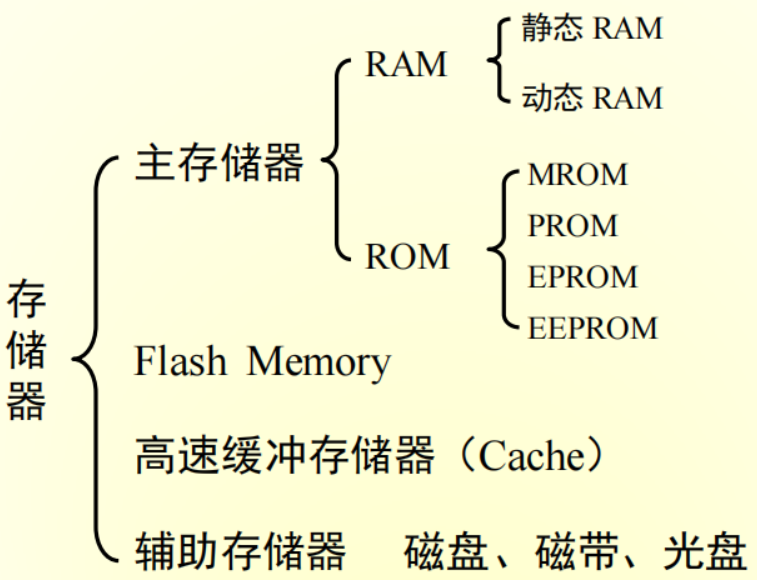 存储器
主存储器
RAM
静态 RAM
动态 RAM
ROM
MROM
PROM
EPROM
EEPROM
Flash Memory
高速缓冲存储器（Cache）
辅助存储器 磁盘、磁带、光盘